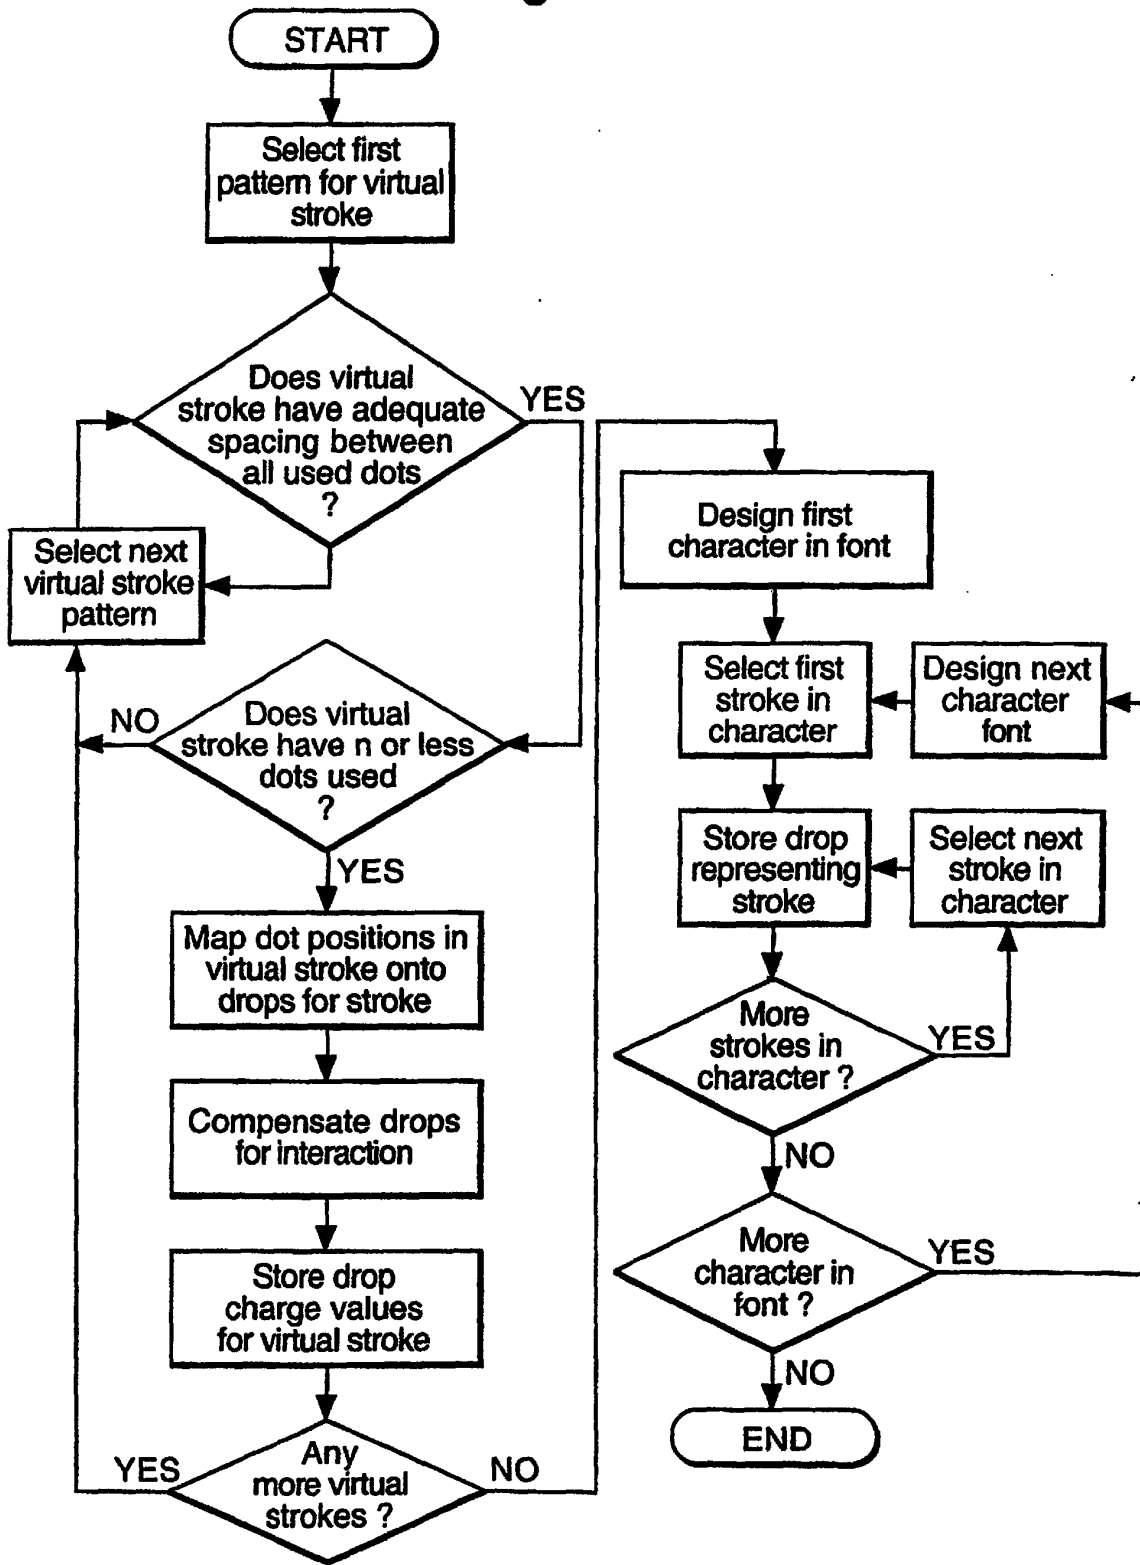 START
Select first
pattern for virtual
stroke
Does virtual
stroke have adequate
spacing between
all used dots
?
YES
Select next
virtual stroke
pattern
Does virtual
stroke have n or less
dots used
?
NO
YES
Map dot positions in
virtual stroke onto
drops for stroke
Compensate drops
for interaction
Store drop
charge values
for virtual stroke
Any
more virtual
strokes ?
YES
NO
Design first
character in font
Select first
stroke in
character
Design next
character
font
Store drop
representing
stroke
Select next
stroke in
character
More
strokes in
character ?
YES
NO
More
character in
font ?
YES
NO
END